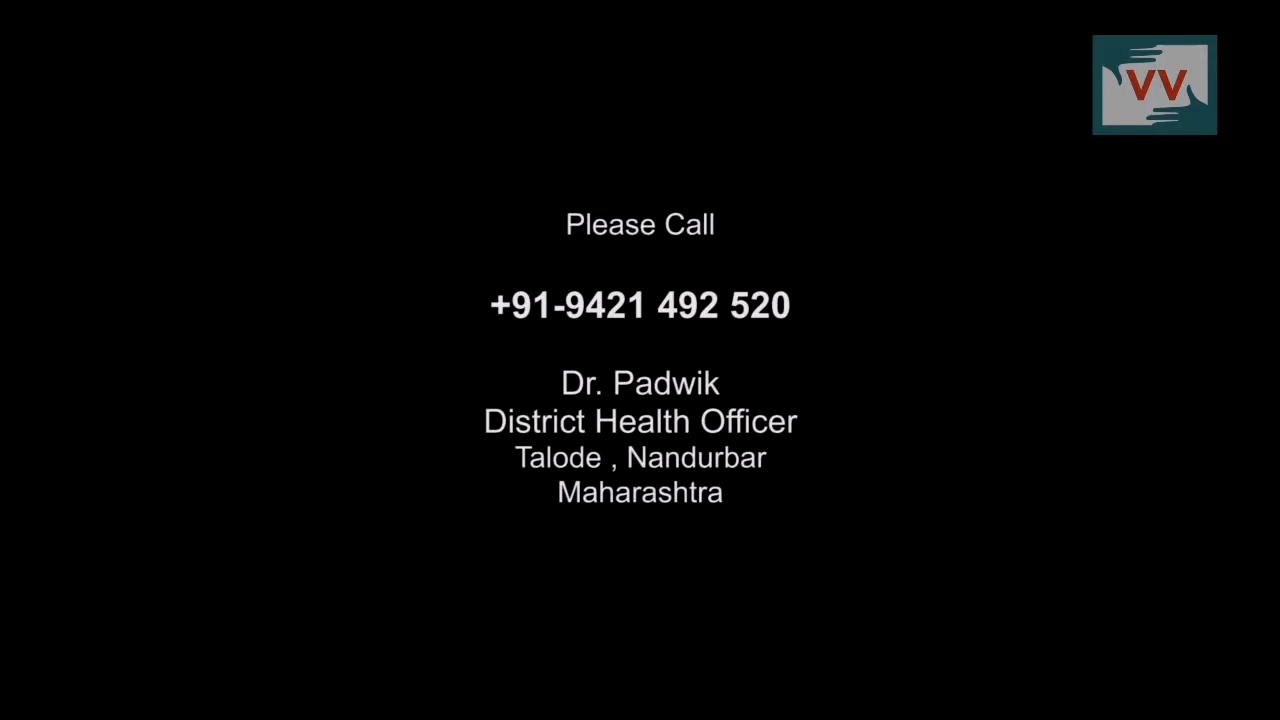 VV
Please Call
+91-9421 492 520
Dr. Padwik
District Health Officer
Talode , Nandurbar
Maharashtra